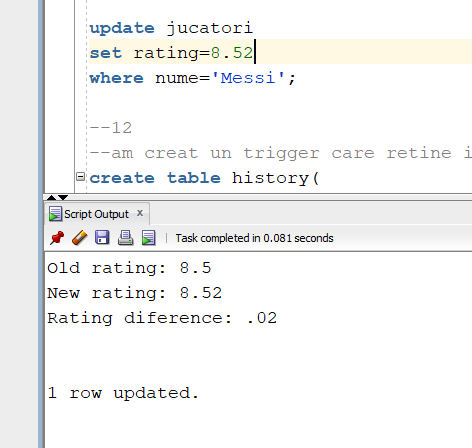 update jucatori
set rating=8.52
where nume='Messi';
--12
--am creat un trigger care retine i
create table history(
Script Output x
Task completed in 0.081 seconds
Old rating: 8.5
New rating: 8.52
Rating diference: .02
1 row updated.